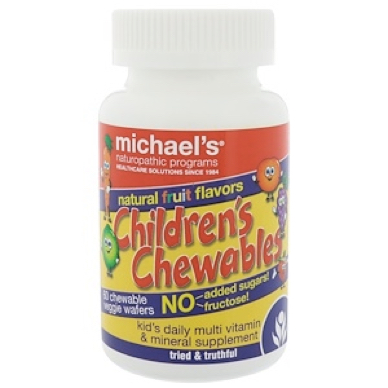 michael's®
naturopathic programs
HEALTHCARE SOLUTIONS SINCE 1984
natural fruit flavors
Children's
Chewables
60 chewable
veggie wafers
NO added sugars!
fructose!
kid's daily multi vitamin
& mineral supplement
tried & truthful